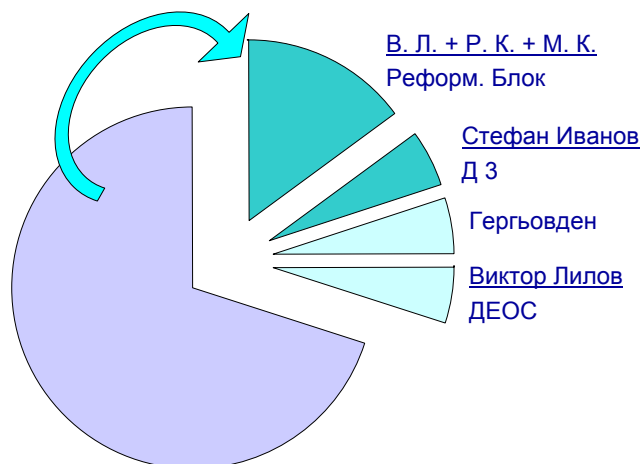 В. Л. + Р. К. + М. К.
Реформ. Блок
Стефан Иванов
Д 3
Гергьовден
Виктор Лилов
ДЕОС